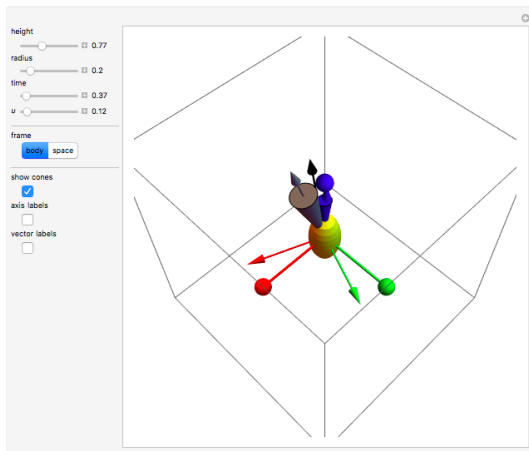 height
0.77
radius
0.2
time
0.37
u 0.12
frame
body space
show cones
axis labels
vector labels